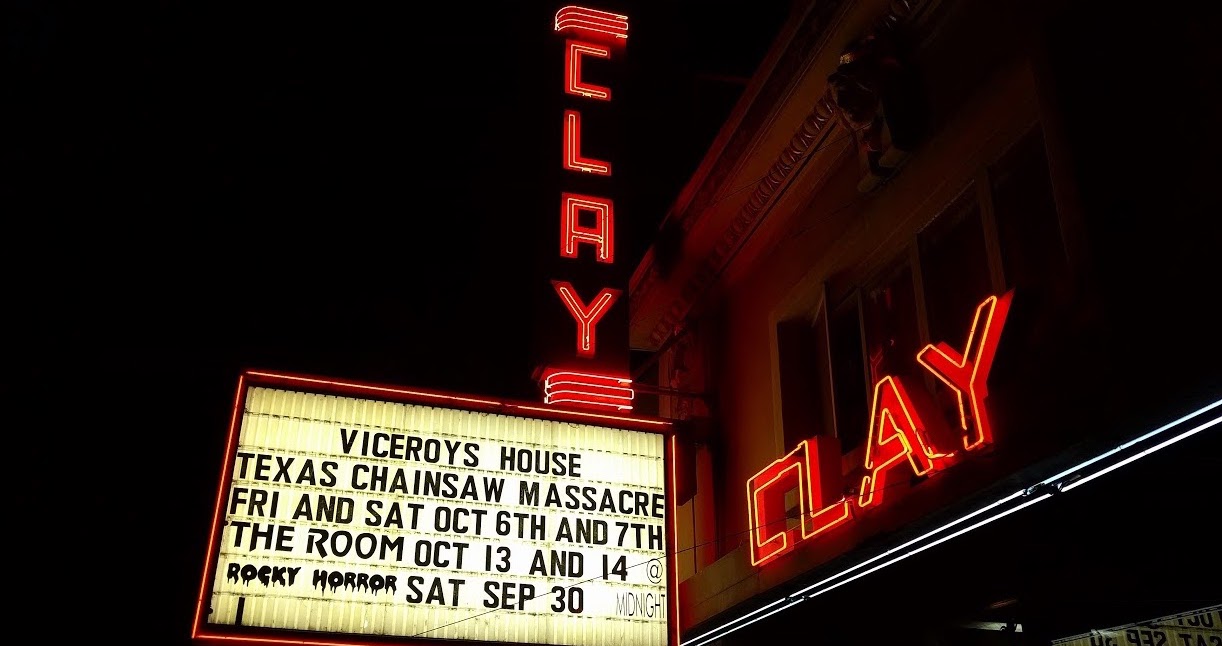 CLAY
CLAY
VICEROYS HOUSE
TEXAS CHAINSAW MASSACRE
FRI AND SAT OCT 6TH AND 7TH
THE ROOM OCT 13 AND 14 @
ROCKY HORROR SAT SEP 30 MIDNIGHT